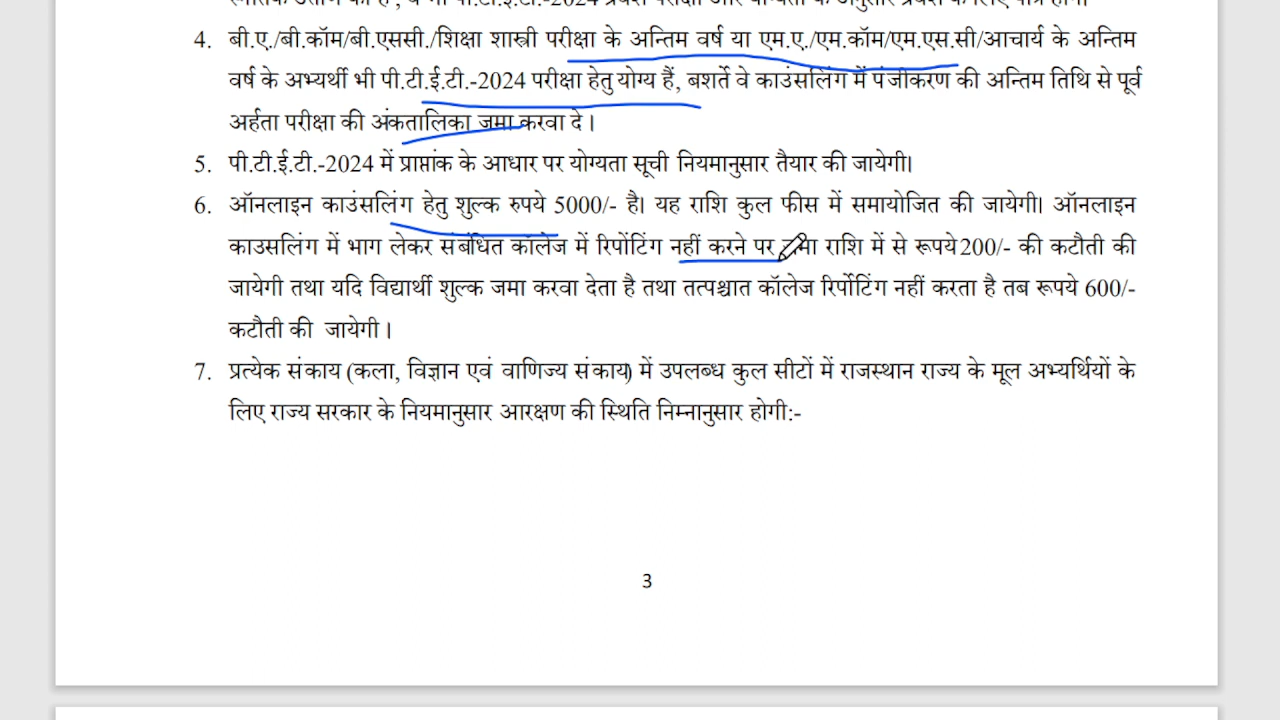 4. बी.ए./बी.कॉम/बी.एससी./शिक्षा शास्त्री परीक्षा के अन्तिम वर्ष या एम.ए./एम.कॉम/एम.एस.सी/आचार्य के अन्तिम
वर्ष के अभ्यर्थी भी पी.टी.ई.टी.-2024 परीक्षा हेतु योग्य हैं, बशर्ते वे काउंसलिंग में पंजीकरण की अन्तिम तिथि से पूर्व
अर्हता परीक्षा की अंकतालिका जमा करवा दे।
5. पी.टी.ई.टी.-2024 में प्राप्तांक के आधार पर योग्यता सूची नियमानुसार तैयार की जायेगी।
6. ऑनलाइन काउंसलिंग हेतु शुल्क रुपये 5000/- है। यह राशि कुल फीस में समायोजित की जायेगी। ऑनलाइन
काउसलिंग में भाग लेकर संबंधित कॉलेज में रिपोंटिंग नहीं करने पर राशि में से रूपये 200/- की कटौती की
जायेगी तथा यदि विद्यार्थी शुल्क जमा करवा देता है तथा तत्पश्चात कॉलेज रिर्पोटिंग नहीं करता है तब रूपये 600/-
कटौती की जायेगी।
7. प्रत्येक संकाय (कला, विज्ञान एवं वाणिज्य संकाय) में उपलब्ध कुल सीटों में राजस्थान राज्य के मूल अभ्यर्थियों के
लिए राज्य सरकार के नियमानुसार आरक्षण की स्थिति निम्नानुसार होगी:-
3